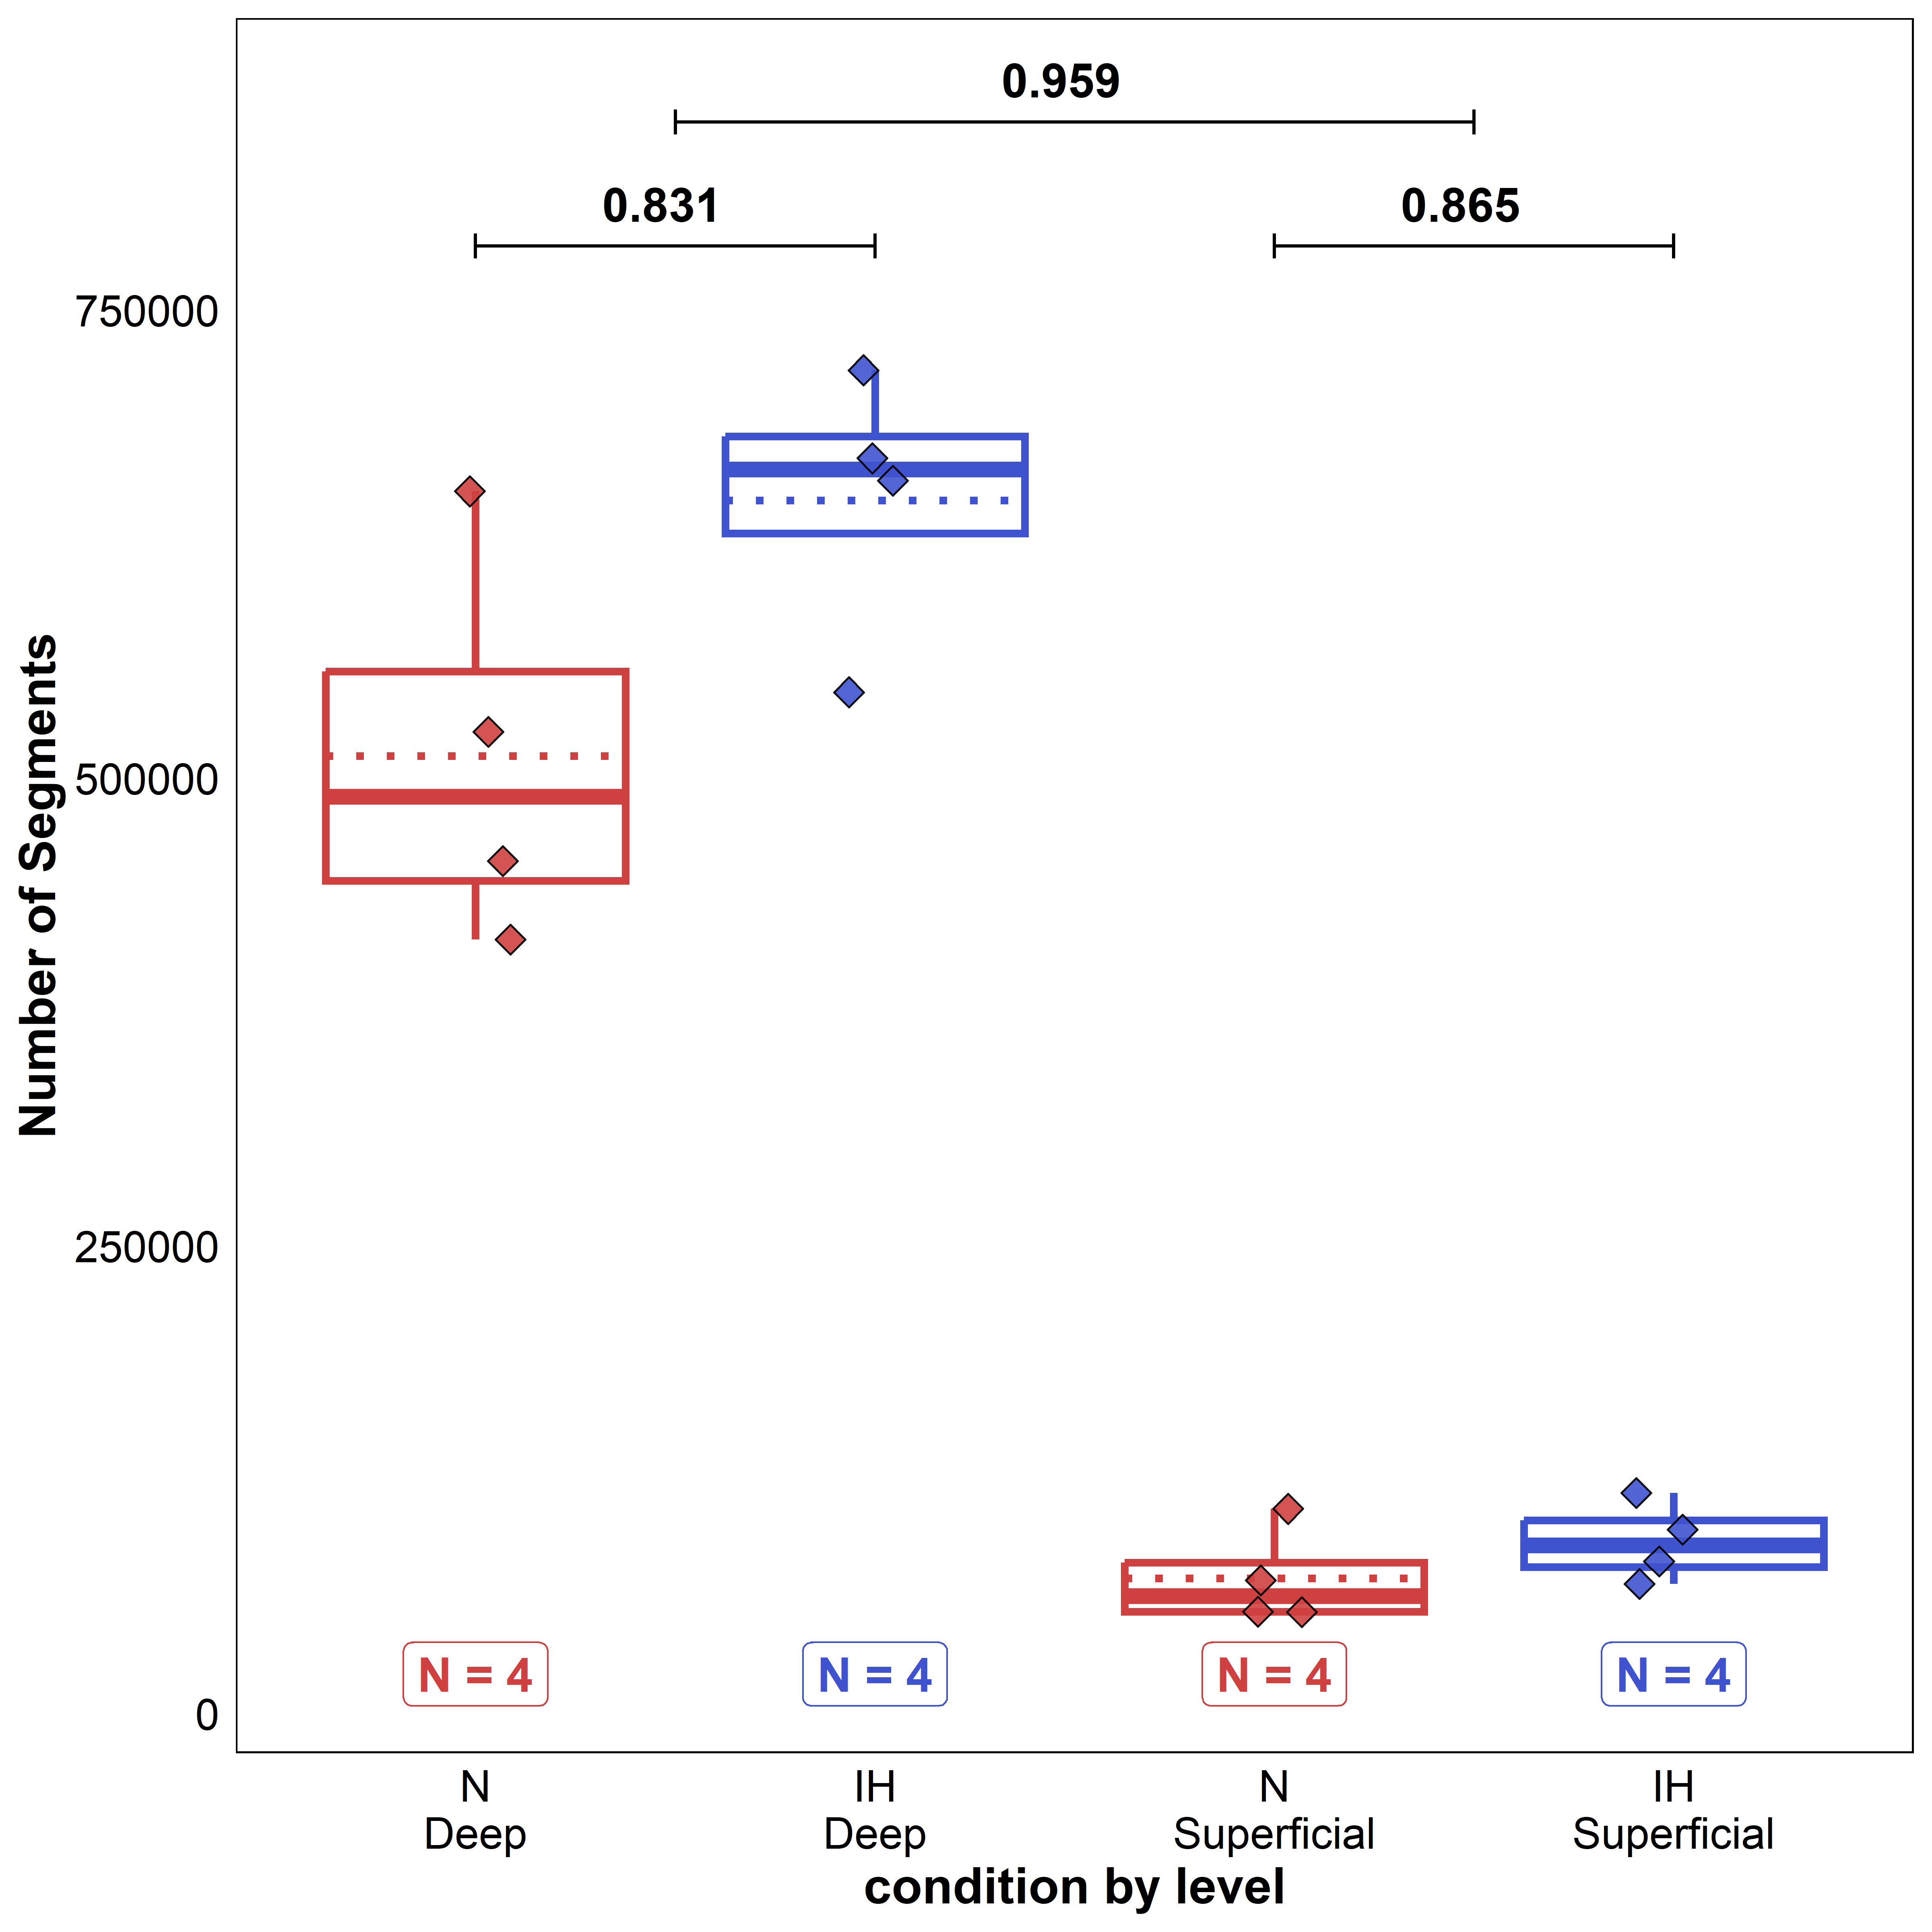 0.959
0.831
0.865
750000
500000
250000
0
Number of Segments
N = 4
N = 4
N = 4
N = 4
N
Deep
IH
Deep
N
Superficial
IH
Superficial
condition by level